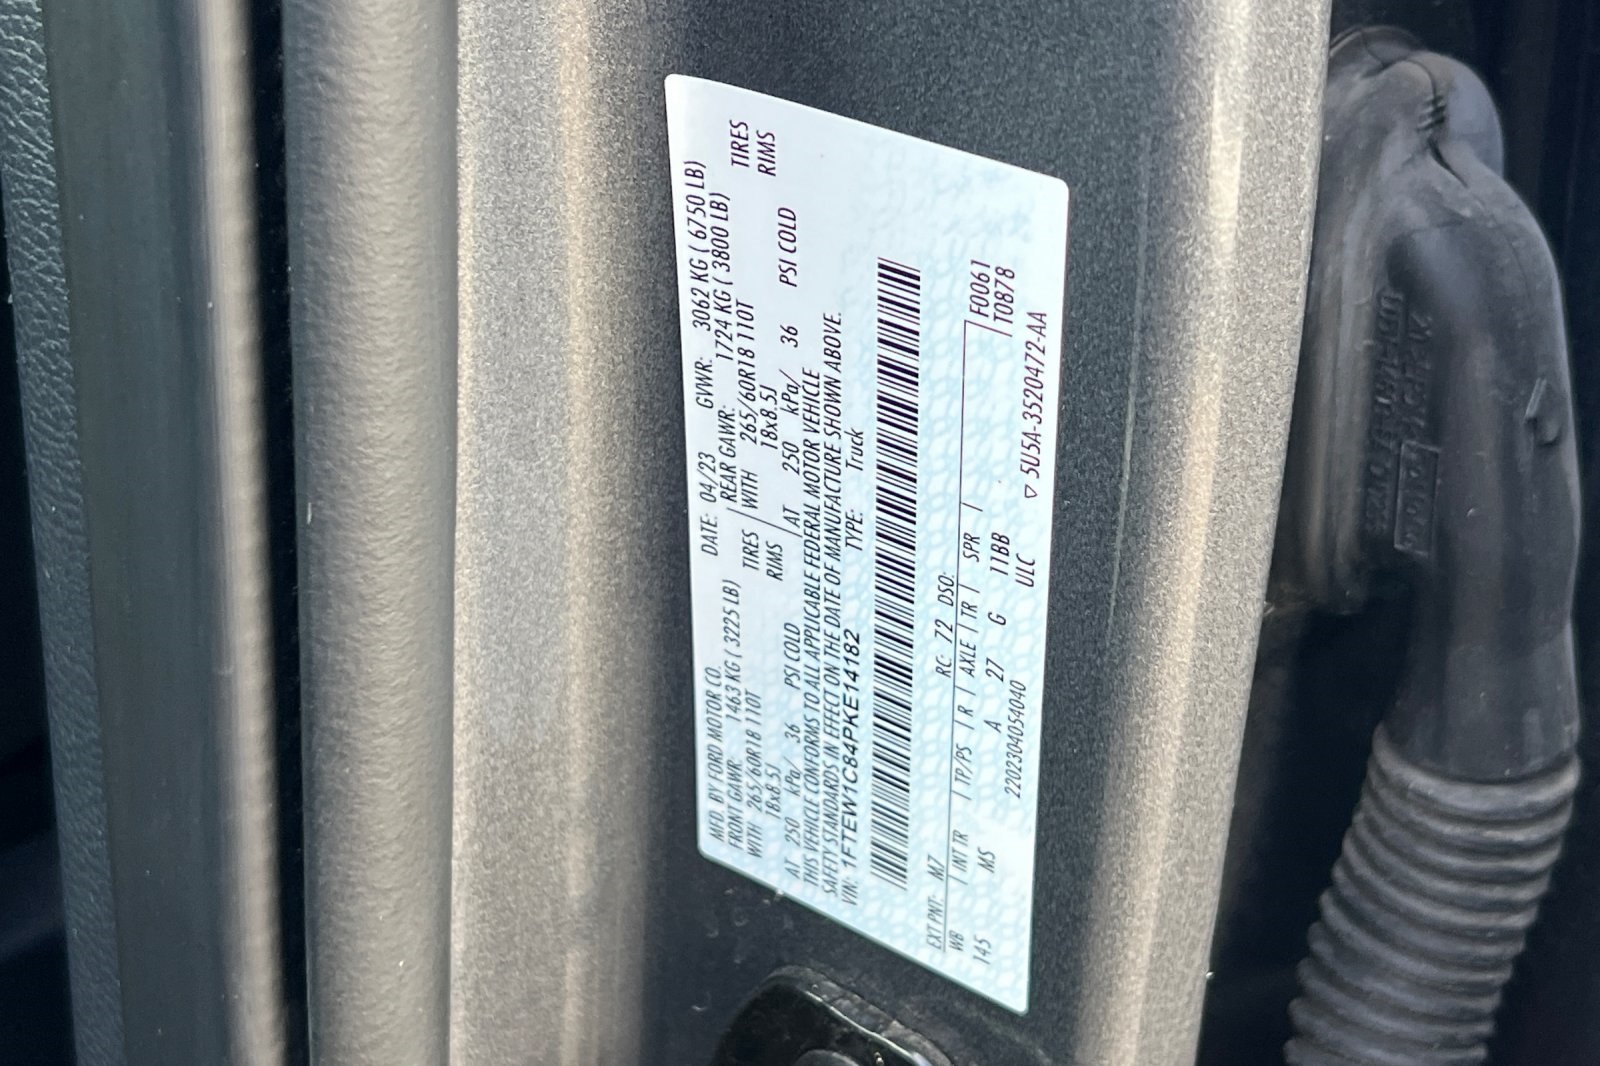 MFD. BY FORD MOTOR CO.
DATE: 04/23 GVWR: 3062 KG ( 6750 LB)
FRONT GAWR: 1463 KG ( 3225 LB)
REAR GAWR: 1724 KG ( 3800 LB)
WITH 265/60R18 110T TIRES
WITH 265/60R18 110T TIRES
18x8.5J RIMS
18x8.5J RIMS
AT 250 kPa/ 36 PSI COLD
AT 250 kPa/ 36 PSI COLD
THIS VEHICLE CONFORMS TO ALL APPLICABLE FEDERAL MOTOR VEHICLE
SAFETY STANDARDS IN EFFECT ON THE DATE OF MANUFACTURE SHOWN ABOVE.
VIN: 1FTEW1C84PKE14182 TYPE: Truck
EXT PNT: M7 RC: 72 DSO:
WB INT TR TP/PS R AXLE TR SPR F0061
145 MS A 27 G 11BB T0878
2202304054040 ULC ▽ 5U5A-3520472-AA